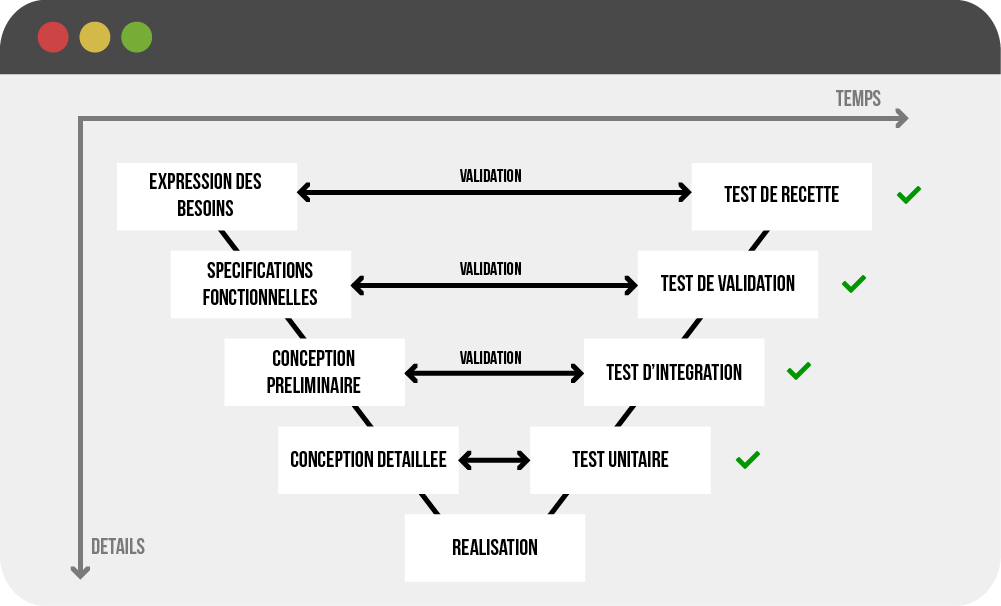 TEMPS
EXPRESSION DES
BESOINS
VALIDATION
TEST DE RECETTE
SPECIFICATIONS
FONCTIONNELLES
VALIDATION
TEST DE VALIDATION
CONCEPTION
PRELIMINAIRE
VALIDATION
TEST D'INTEGRATION
CONCEPTION DETAILLEE
TEST UNITAIRE
REALISATION
DETAILS